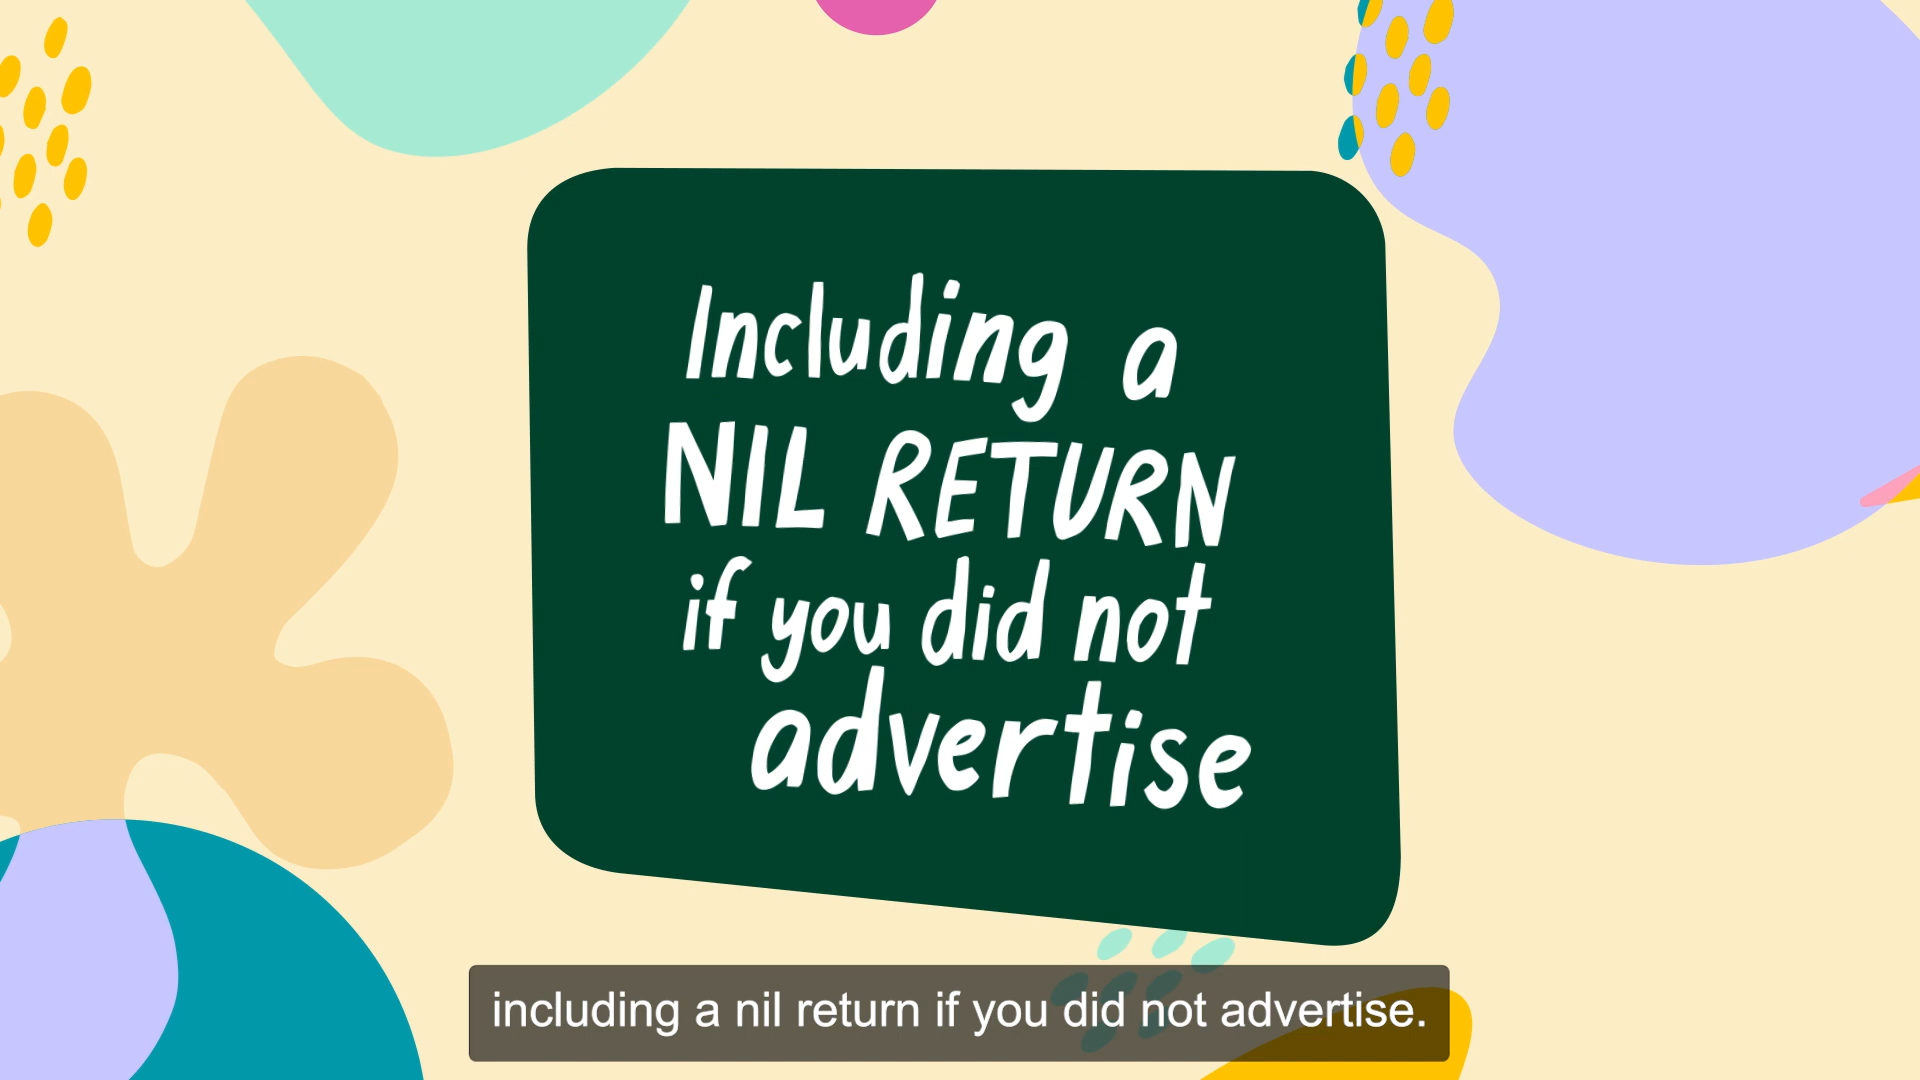 Including a
NIL RETURN
if you did not
advertise
including a nil return if you did not advertise.